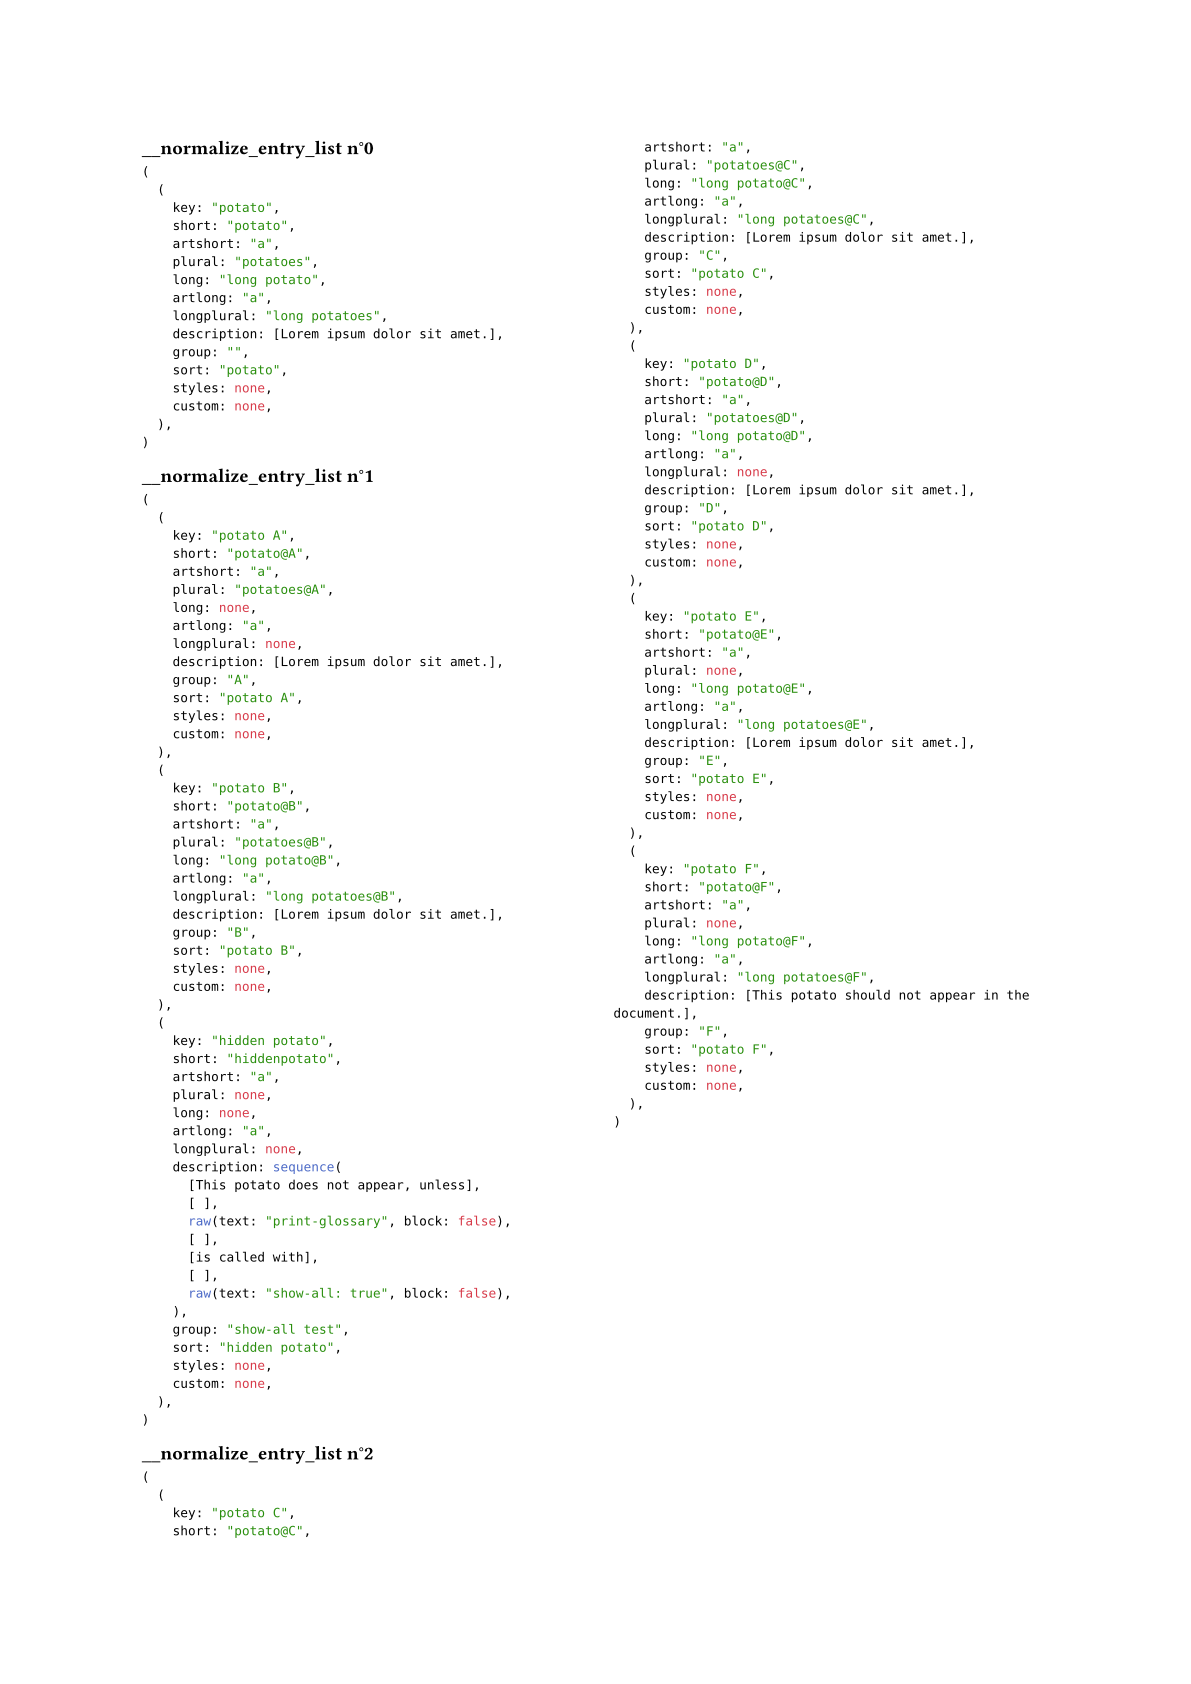 __normalize_entry_list n°0
(
  (
    key: "potato",
    short: "potato",
    artshort: "a",
    plural: "potatoes",
    long: "long potato",
    artlong: "a",
    longplural: "long potatoes",
    description: [Lorem ipsum dolor sit amet.],
    group: "",
    sort: "potato",
    styles: none,
    custom: none,
  ),
)
__normalize_entry_list n°1
(
  (
    key: "potato A",
    short: "potato@A",
    artshort: "a",
    plural: "potatoes@A",
    long: none,
    artlong: "a",
    longplural: none,
    description: [Lorem ipsum dolor sit amet.],
    group: "A",
    sort: "potato A",
    styles: none,
    custom: none,
  ),
  (
    key: "potato B",
    short: "potato@B",
    artshort: "a",
    plural: "potatoes@B",
    long: "long potato@B",
    artlong: "a",
    longplural: "long potatoes@B",
    description: [Lorem ipsum dolor sit amet.],
    group: "B",
    sort: "potato B",
    styles: none,
    custom: none,
  ),
  (
    key: "hidden potato",
    short: "hiddenpotato",
    artshort: "a",
    plural: none,
    long: none,
    artlong: "a",
    longplural: none,
    description: sequence(
      [This potato does not appear, unless],
      [ ],
      raw(text: "print-glossary", block: false),
      [ ],
      [is called with],
      [ ],
      raw(text: "show-all: true", block: false),
    ),
    group: "show-all test",
    sort: "hidden potato",
    styles: none,
    custom: none,
  ),
)
__normalize_entry_list n°2
(
  (
    key: "potato C",
    short: "potato@C",
    artshort: "a",
    plural: "potatoes@C",
    long: "long potato@C",
    artlong: "a",
    longplural: "long potatoes@C",
    description: [Lorem ipsum dolor sit amet.],
    group: "C",
    sort: "potato C",
    styles: none,
    custom: none,
  ),
  (
    key: "potato D",
    short: "potato@D",
    artshort: "a",
    plural: "potatoes@D",
    long: "long potato@D",
    artlong: "a",
    longplural: none,
    description: [Lorem ipsum dolor sit amet.],
    group: "D",
    sort: "potato D",
    styles: none,
    custom: none,
  ),
  (
    key: "potato E",
    short: "potato@E",
    artshort: "a",
    plural: none,
    long: "long potato@E",
    artlong: "a",
    longplural: "long potatoes@E",
    description: [Lorem ipsum dolor sit amet.],
    group: "E",
    sort: "potato E",
    styles: none,
    custom: none,
  ),
  (
    key: "potato F",
    short: "potato@F",
    artshort: "a",
    plural: none,
    long: "long potato@F",
    artlong: "a",
    longplural: "long potatoes@F",
    description: [This potato should not appear in the
document.],
    group: "F",
    sort: "potato F",
    styles: none,
    custom: none,
  ),
)